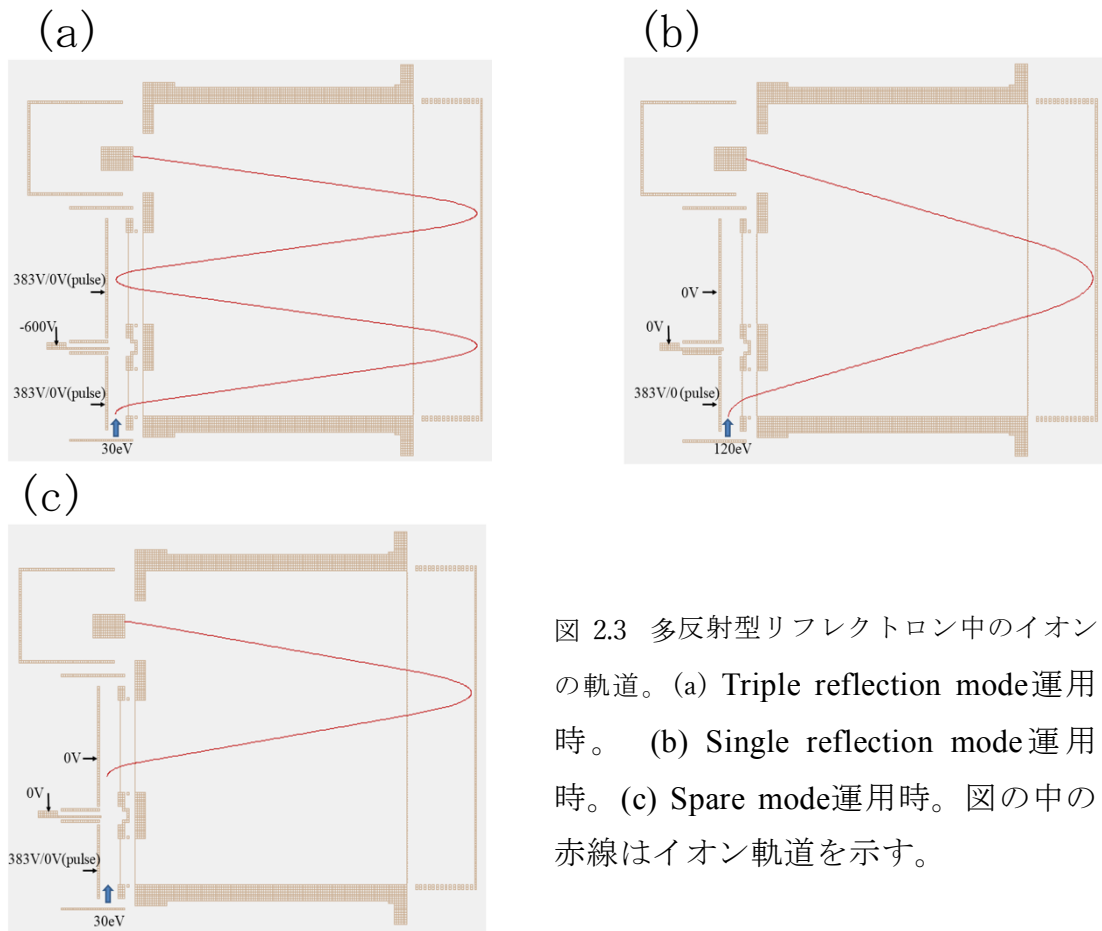 (a)
383V/0V(pulse)
-600V
383V/0V(pulse)
30eV
(b)
0V
0V
383V/0(pulse)
120eV
(c)
0V
0V
383V/0V(pulse)
30eV
図 2.3 多反射型リフレクトロン中のイオン
の軌道。(a) Triple reflection mode運用
時。 (b) Single reflection mode運用
時。(c) Spare mode運用時。図の中の
赤線はイオン軌道を示す。